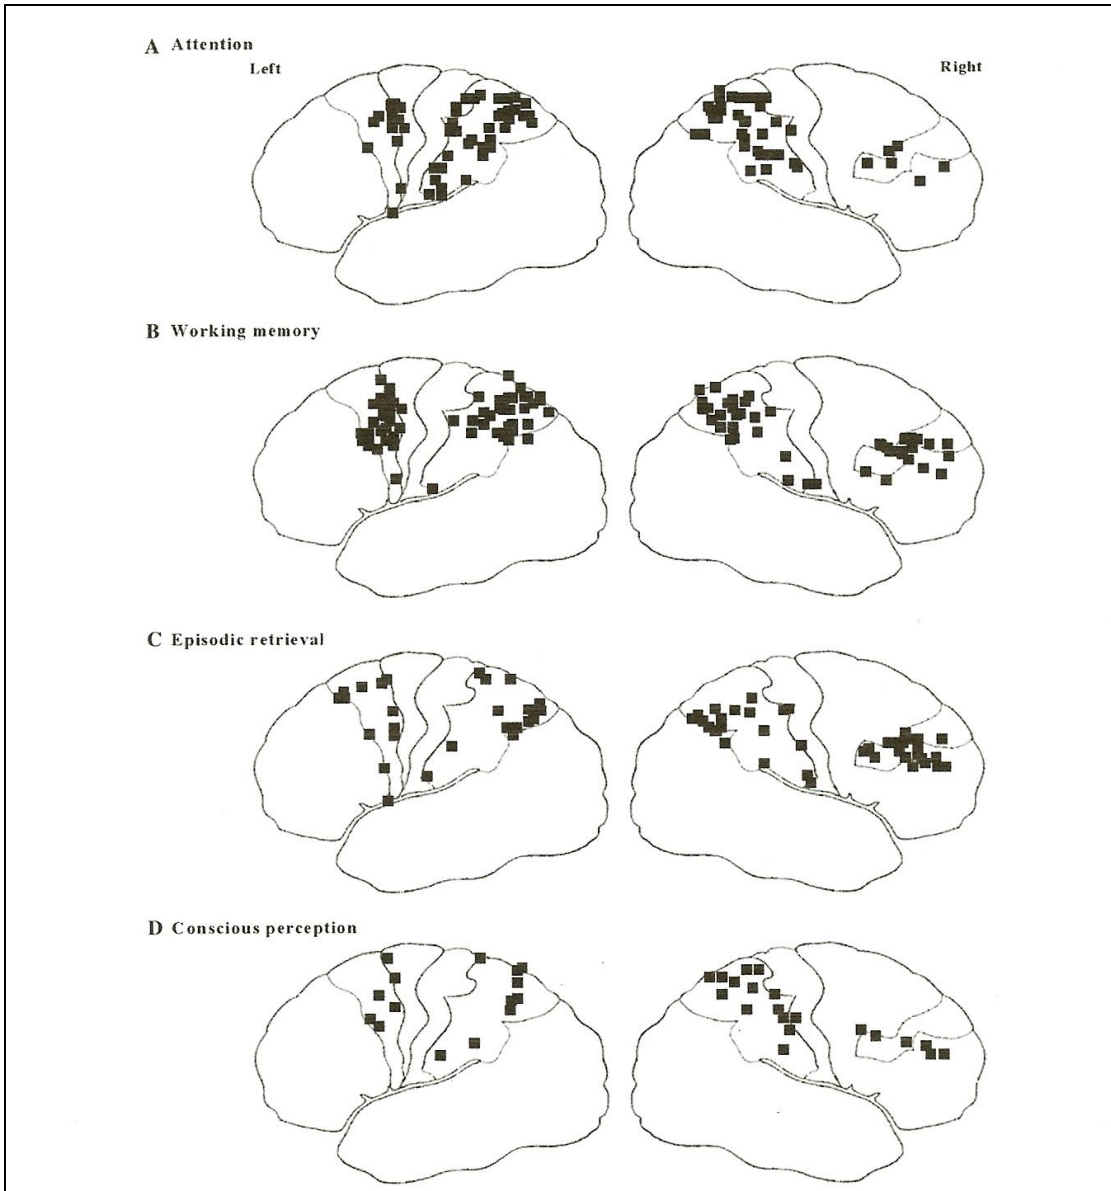 A Attention
Left
Right
B Working memory
C Episodic retrieval
D Conscious perception